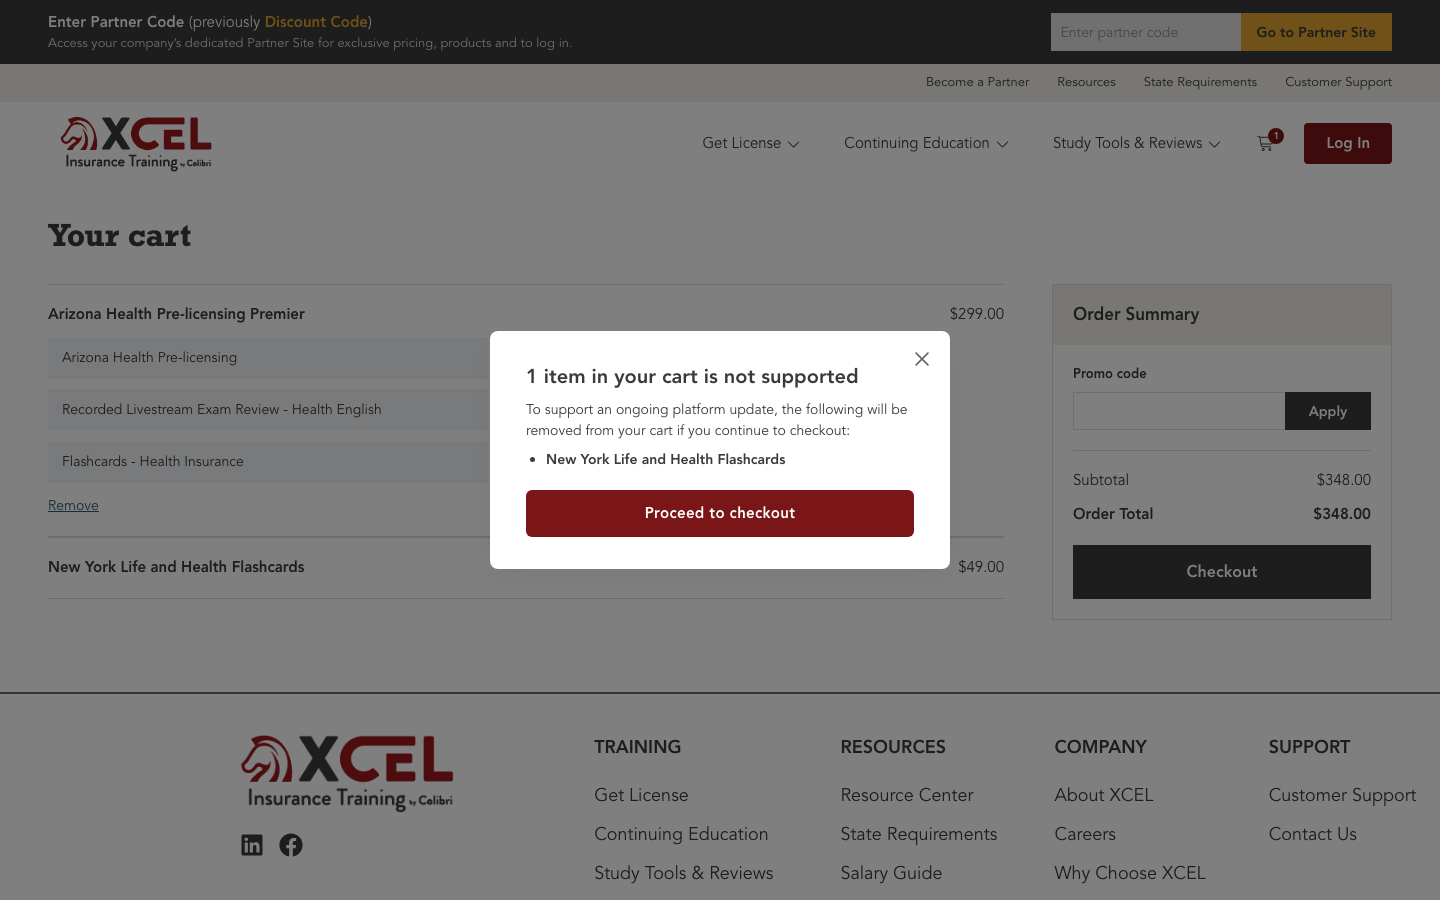 Enter Partner Code (previously Discount Code)
Access your company's dedicated Partner Site for exclusive pricing, products and to log in.
Enter partner code
Go to Partner Site
Become a Partner
Resources
State Requirements
Customer Support
XCEL
Insurance Training by Colibri
Get License
Continuing Education
Study Tools & Reviews
1
Log In
Your cart
Arizona Health Pre-licensing Premier
$299.00
Arizona Health Pre-licensing
Recorded Livestream Exam Review - Health English
Flashcards - Health Insurance
Remove
New York Life and Health Flashcards
$49.00
Order Summary
Promo code
Apply
Subtotal
$348.00
Order Total
$348.00
Checkout
1 item in your cart is not supported
To support an ongoing platform update, the following will be
removed from your cart if you continue to checkout:
• New York Life and Health Flashcards
Proceed to checkout
XCEL
Insurance Training by Colibri
TRAINING
Get License
Continuing Education
Study Tools & Reviews
RESOURCES
Resource Center
State Requirements
Salary Guide
COMPANY
About XCEL
Careers
Why Choose XCEL
SUPPORT
Customer Support
Contact Us